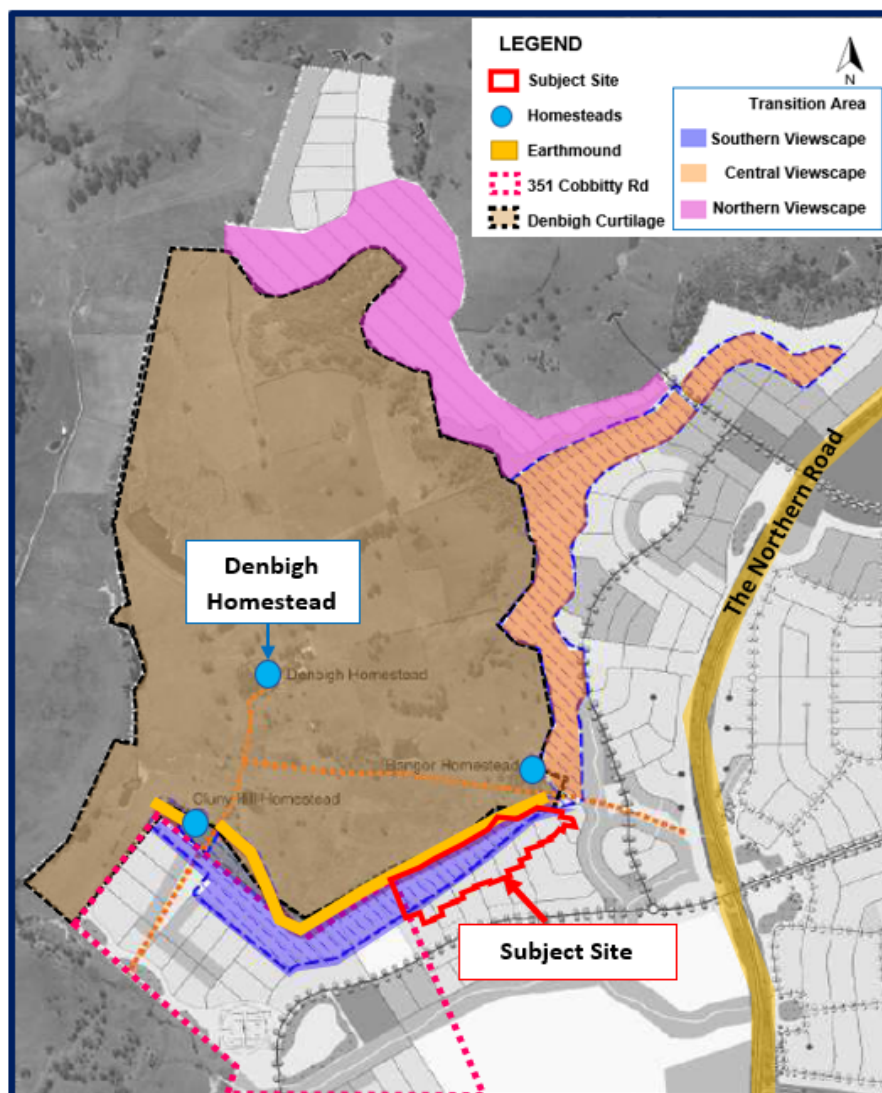 LEGEND
Subject Site
Homesteads
Earthmound
351 Cobbitty Rd
Denbigh Curtilage
N
Transition Area
Southern Viewscape
Central Viewscape
Northern Viewscape
The Northern Road
Denbigh
Homestead
Denbigh Homestead
Bangor Homestead
Cluny Hill Homestead
Subject Site